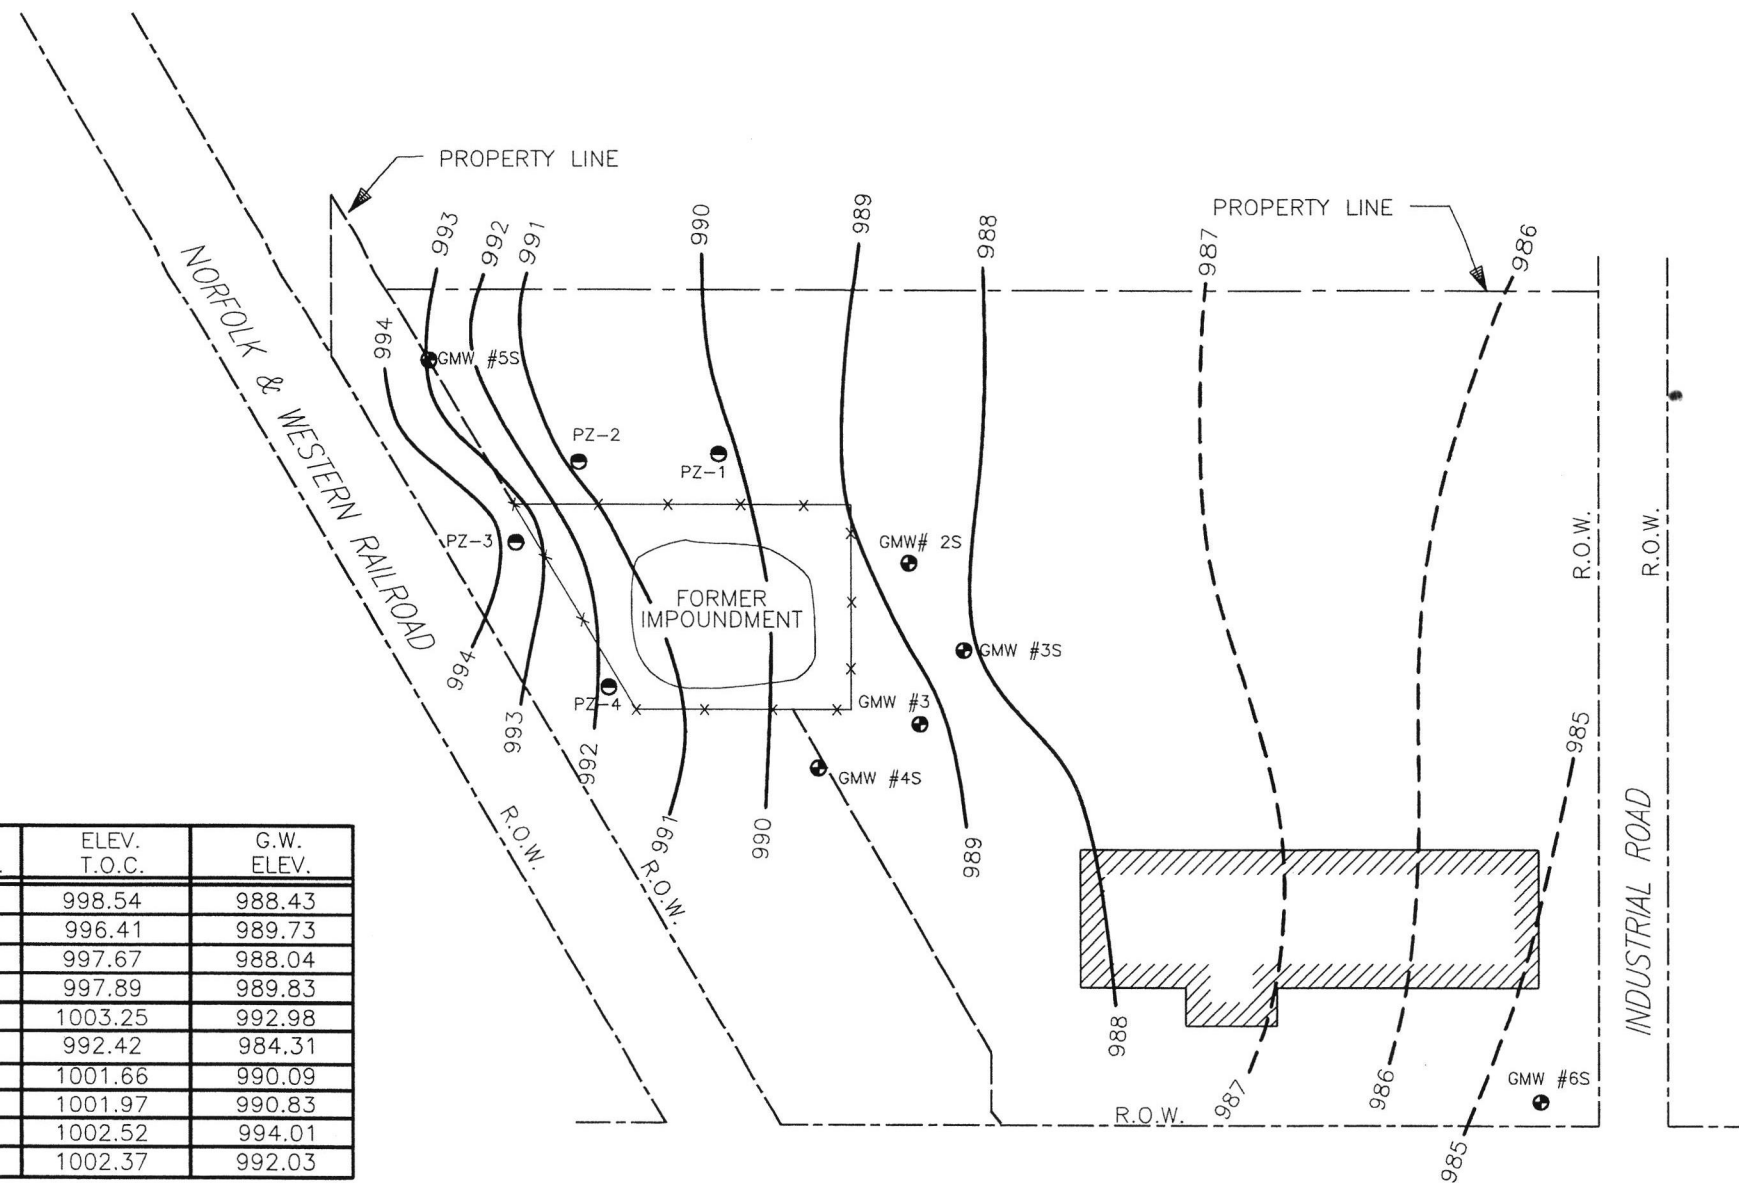 PROPERTY LINE
PROPERTY LINE
993
992
991
990
989
988
987
986
994
NORFOLK & WESTERN RAILROAD
GMW #5S
PZ-2
PZ-1
PZ-3
GMW# 2S
FORMER
IMPOUNDMENT
R.O.W.
R.O.W.
GMW #3S
994
PZ-4
GMW #3
993
992
GMW #4S
985
991
990
989
R.O.W.
R.O.W.
INDUSTRIAL ROAD
988
987
986
985
R.O.W.
GMW #6S
ELEV. G.W.
T.O.C. ELEV.
998.54 988.43
996.41 989.73
997.67 988.04
997.89 989.83
1003.25 992.98
992.42 984.31
1001.66 990.09
1001.97 990.83
1002.52 994.01
1002.37 992.03